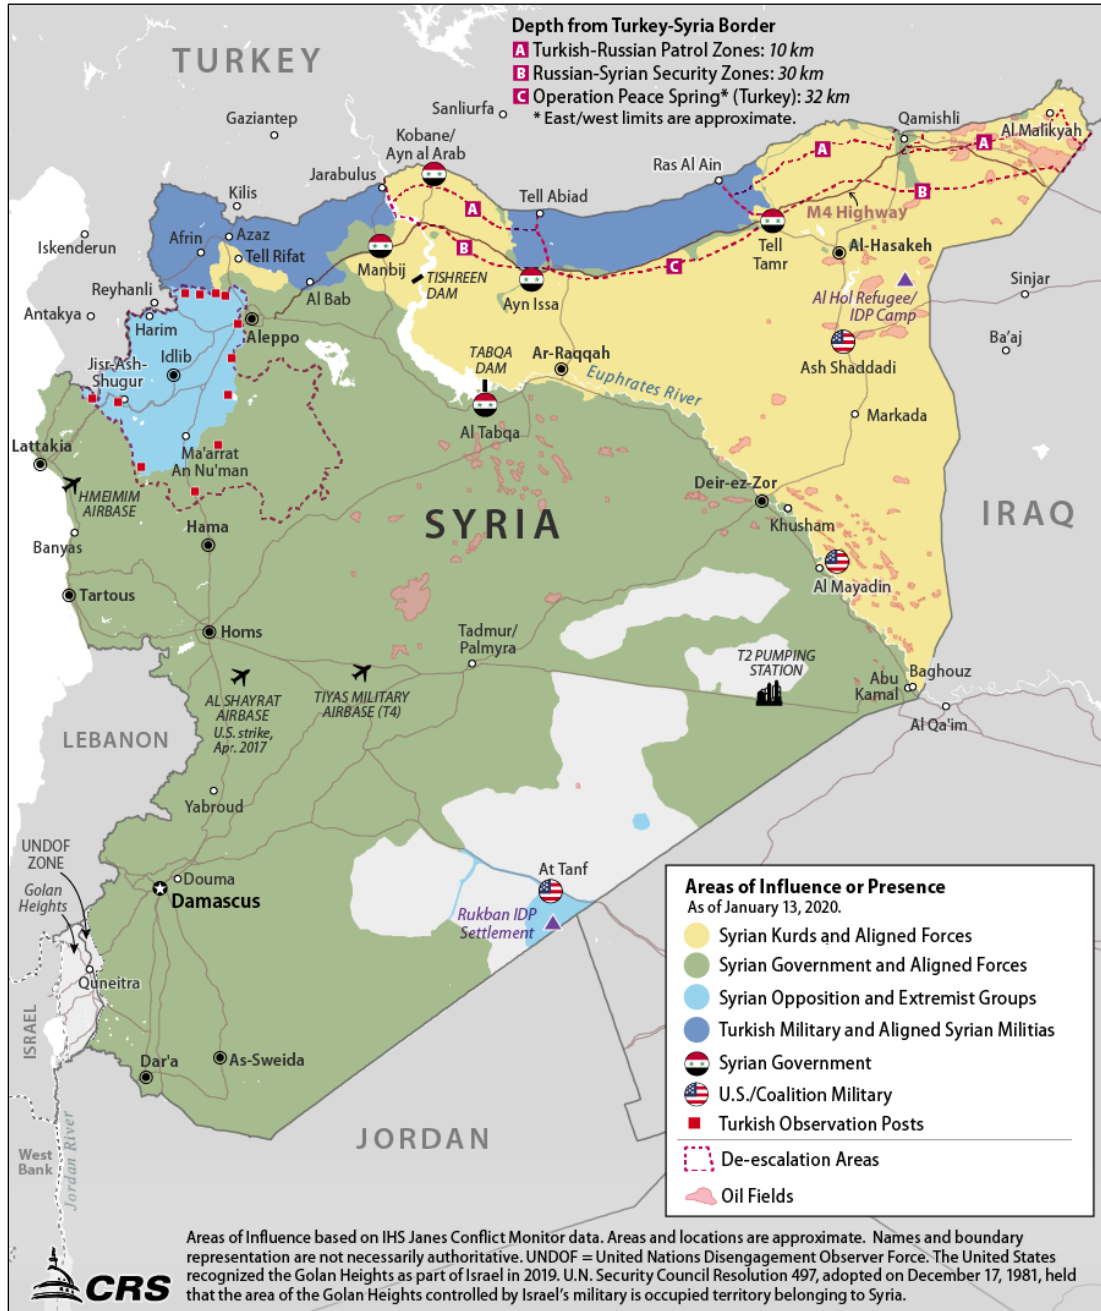 Depth from Turkey-Syria Border
A Turkish-Russian Patrol Zones: 10 km
B Russian-Syrian Security Zones: 30 km
C Operation Peace Spring* (Turkey): 32 km
* East/west limits are approximate.
TURKEY
Gaziantep
Sanliurfa
Kobane/
Ayn al Arab
Qamishli
Al Malikyah
Jarabulus
Ras Al Ain
Kilis
Tell Abiad
A
A
A
B
B
C
M4 Highway
Iskenderun
Afrin
Azaz
Tell Rifat
Manbij
TISHREEN
DAM
Ayn Issa
Tell
Tamr
Al-Hasakeh
Reyhanli
Al Bab
Al Hol Refugee/
IDP Camp
Sinjar
Antakya
Harim
Aleppo
Ba'aj
Idlib
Jisr-Ash-
Shugur
TABQA
DAM
Ar-Raqqah
Euphrates River
Ash Shaddadi
Al Tabqa
Markada
Lattakia
Ma'arrat
An Nu'man
HMEIMIM
AIRBASE
Deir-ez-Zor
Khusham
SYRIA
IRAQ
Hama
Banyas
Al Mayadin
Tartous
Homs
Tadmur/
Palmyra
T2 PUMPING
STATION
Abu
Kamal
Baghouz
Al Qa'im
AL SHAYRAT
AIRBASE
U.S. strike,
Apr. 2017
TIYAS MILITARY
AIRBASE (T4)
LEBANON
Yabroud
UNDOF
ZONE
Golan
Heights
Douma
Damascus
At Tanf
Rukban IDP
Settlement
Quneitra
ISRAEL
Dar'a
As-Sweida
JORDAN
West
Bank
Jordan River
Areas of Influence or Presence
As of January 13, 2020.
Syrian Kurds and Aligned Forces
Syrian Government and Aligned Forces
Syrian Opposition and Extremist Groups
Turkish Military and Aligned Syrian Militias
Syrian Government
U.S./Coalition Military
Turkish Observation Posts
De-escalation Areas
Oil Fields
CRS
Areas of Influence based on IHS Janes Conflict Monitor data. Areas and locations are approximate. Names and boundary
representation are not necessarily authoritative. UNDOF = United Nations Disengagement Observer Force. The United States
recognized the Golan Heights as part of Israel in 2019. U.N. Security Council Resolution 497, adopted on December 17, 1981, held
that the area of the Golan Heights controlled by Israel's military is occupied territory belonging to Syria.